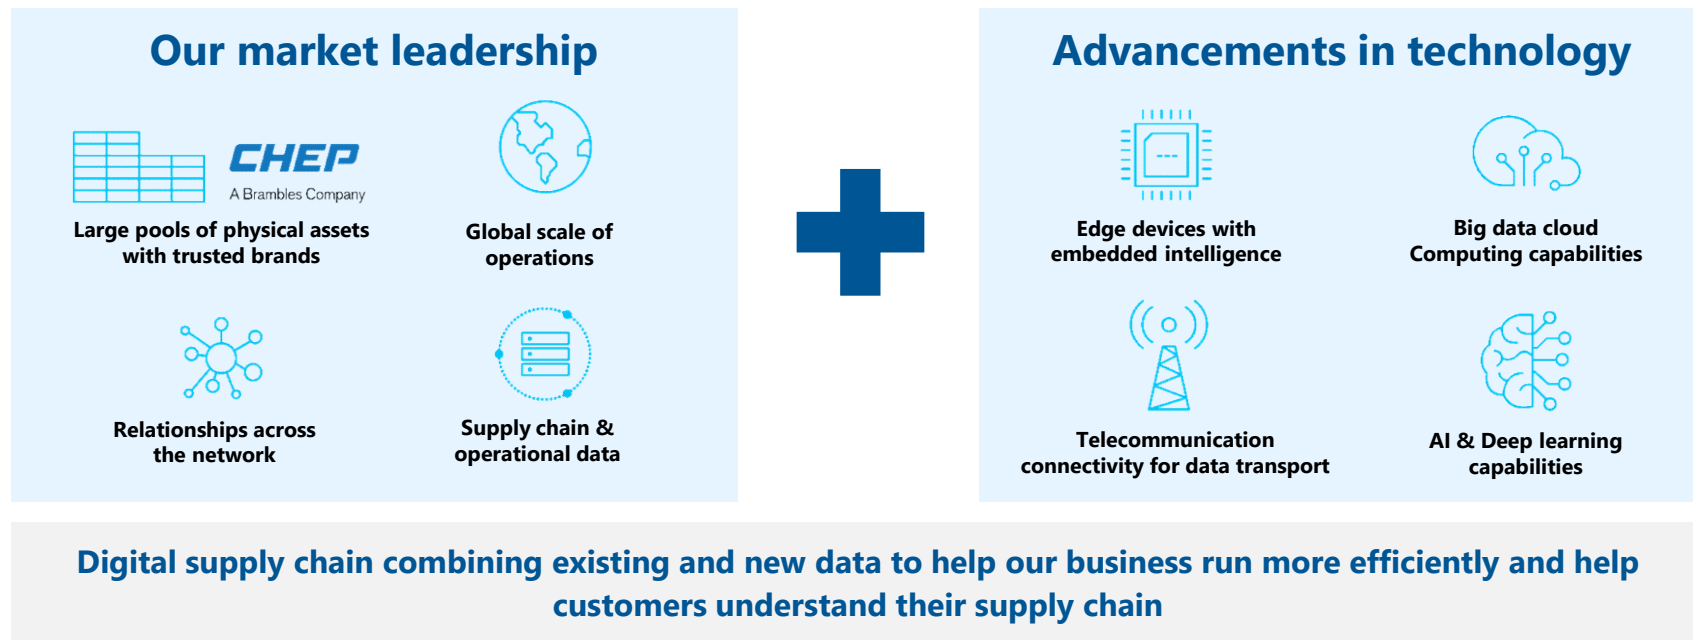 Our market leadership
CHEP
A Brambles Company
Large pools of physical assets
with trusted brands
Global scale of
operations
Relationships across
the network
Supply chain &
operational data
Advancements in technology
Edge devices with
embedded intelligence
Big data cloud
Computing capabilities
Telecommunication
connectivity for data transport
AI & Deep learning
capabilities
Digital supply chain combining existing and new data to help our business run more efficiently and help
customers understand their supply chain